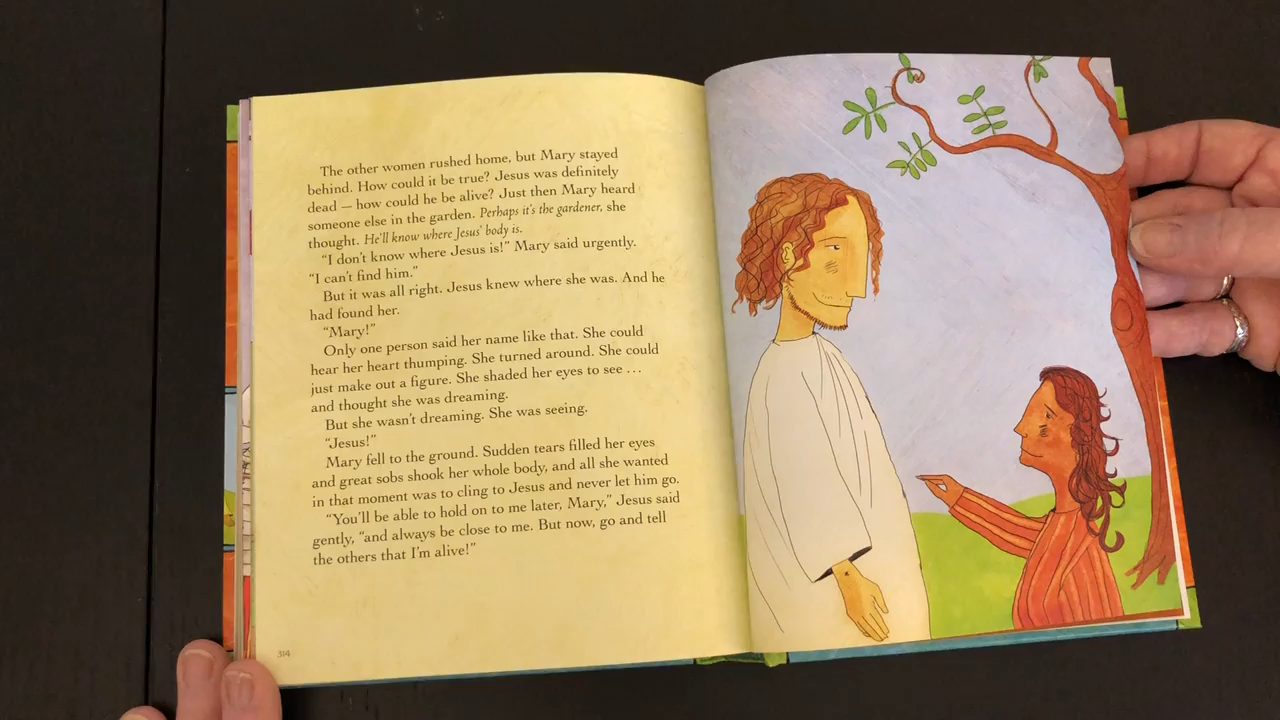 The other women rushed home, but Mary stayed
behind. How could it be true? Jesus was definitely
dead — how could he be alive? Just then Mary heard
someone else in the garden. Perhaps it's the gardener, she
thought. He'll know where Jesus' body is.
“I don't know where Jesus is!” Mary said urgently.
“I can't find him.”
But it was all right. Jesus knew where she was. And he
had found her.
“Mary!”
Only one person said her name like that. She could
hear her heart thumping. She turned around. She could
just make out a figure. She shaded her eyes to see ...
and thought she was dreaming.
But she wasn't dreaming. She was seeing.
“Jesus!”
Mary fell to the ground. Sudden tears filled her eyes
and great sobs shook her whole body, and all she wanted
in that moment was to cling to Jesus and never let him go.
“You'll be able to hold on to me later, Mary,” Jesus said
gently, “and always be close to me. But now, go and tell
the others that I'm alive!”
314